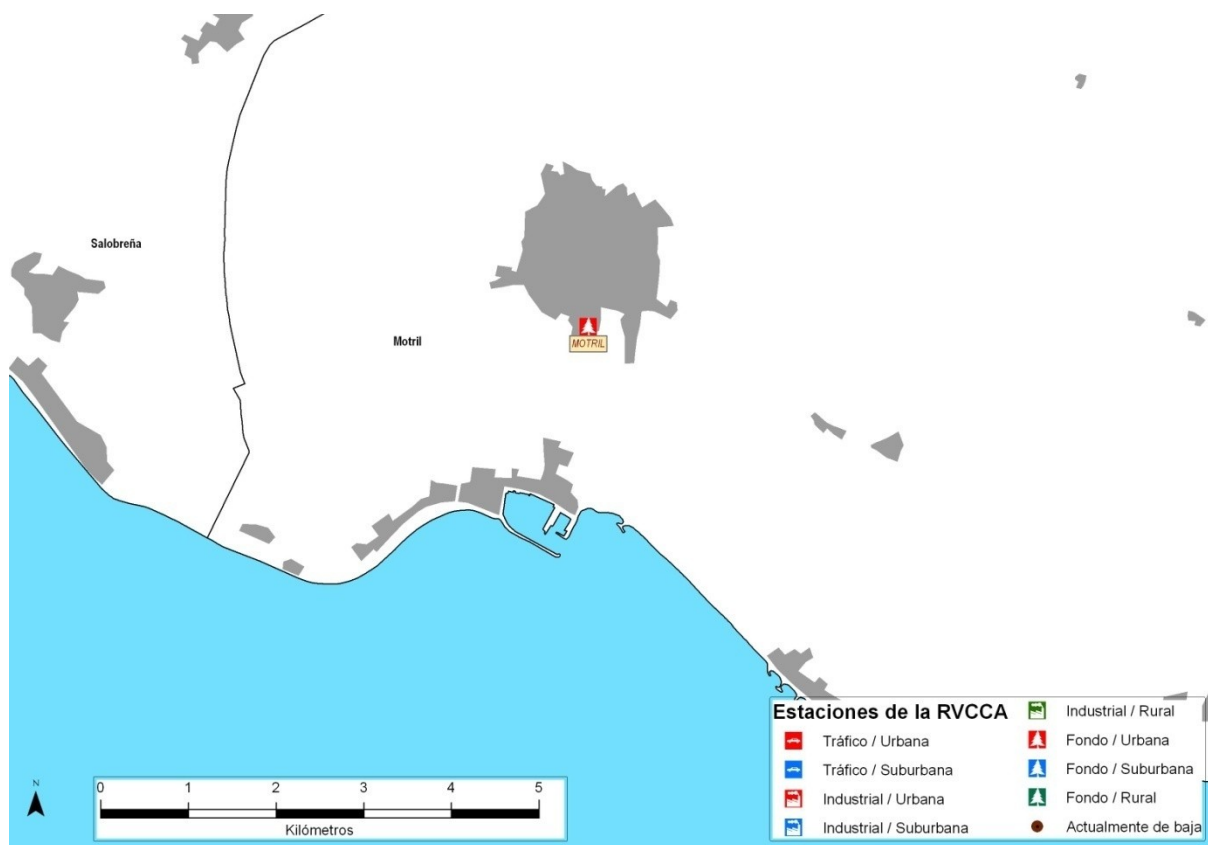 Salobreña
Motril
MOTRIL
Estaciones de la RVCCA
Tráfico / Urbana
Tráfico / Suburbana
Industrial / Urbana
Industrial / Suburbana
Industrial / Rural
Fondo / Urbana
Fondo / Suburbana
Fondo / Rural
Actualmente de baja
N
0 1 2 3 4 5
Kilómetros